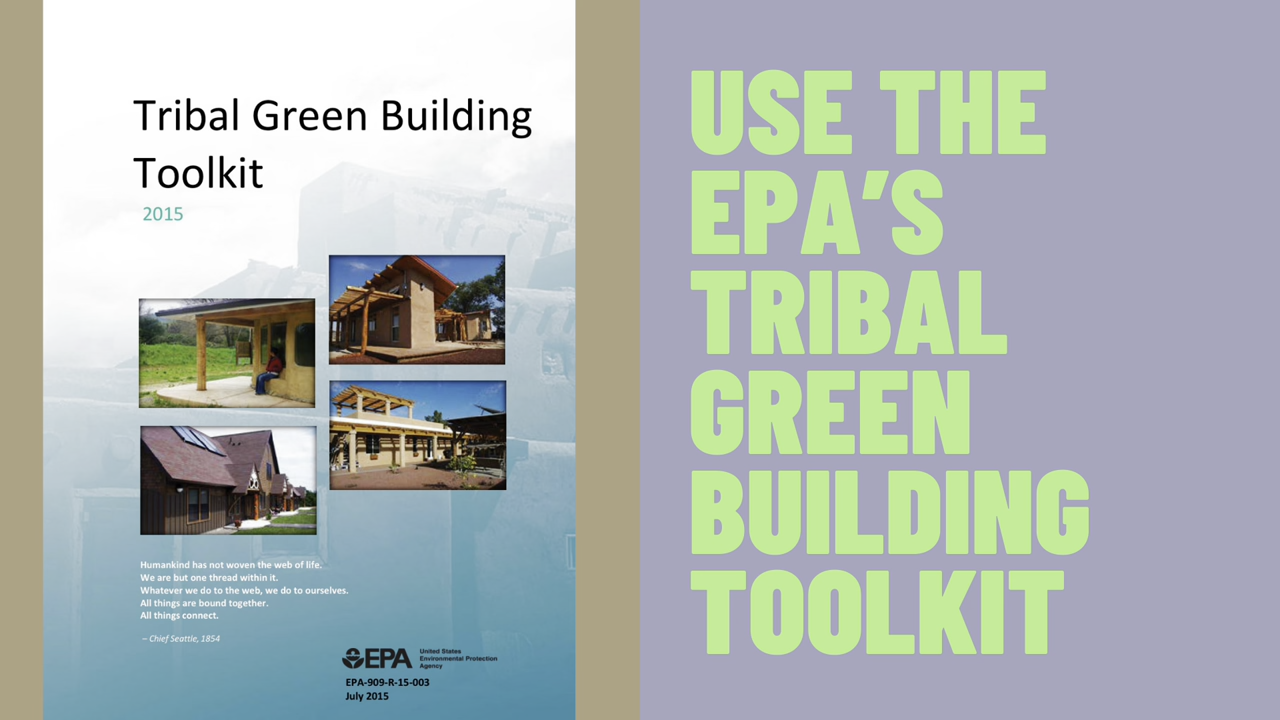 Tribal Green Building
Toolkit
2015
Humankind has not woven the web of life.
We are but one thread within it.
Whatever we do to the web, we do to ourselves.
All things are bound together.
All things connect.
– Chief Seattle, 1854
EPA
United States
Environmental Protection
Agency
EPA-909-R-15-003
July 2015
USE THE
EPA’S
TRIBAL
GREEN
BUILDING
TOOLKIT